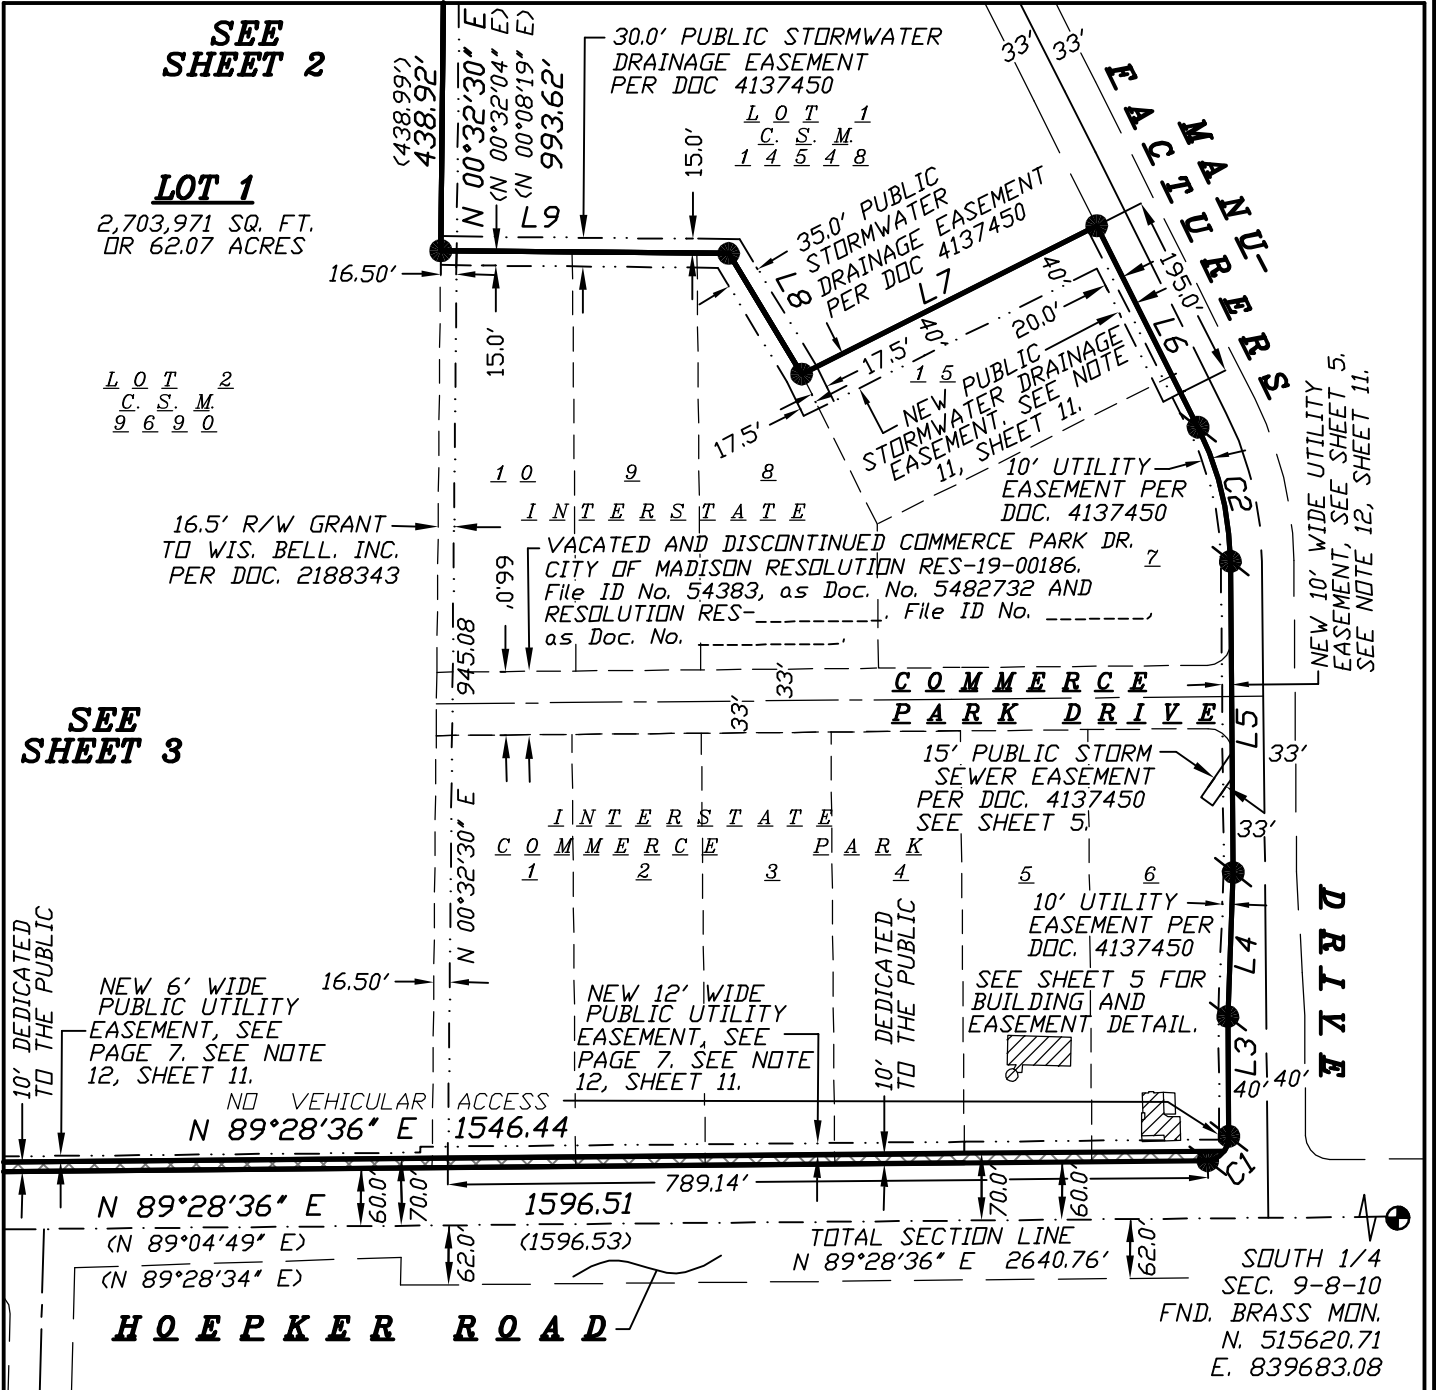 SEE
SHEET 2
(438.99')
438.92'
N 00°32'30" E
(N 00°32'04" E)
(N 00°08'19" E)
993.62'
30.0' PUBLIC STORMWATER
DRAINAGE EASEMENT
PER DOC 4137450
LOT 1
C. S. M.
14548
15.0'
33'
33'
MANU-
FACTURERS
LOT 1
2,703,971 SQ. FT.
OR 62.07 ACRES
L9
16.50'
15.0'
35.0' PUBLIC
STORMWATER
DRAINAGE EASEMENT
PER DOC 4137450
L8
L7
40'
40'
195.0'
L6
17.5'
20.0'
17.5'
15
NEW PUBLIC
STORMWATER DRAINAGE
EASEMENT, SEE NOTE
11, SHEET 11.
LOT 2
C. S. M.
9690
10
9
8
INTERSTATE
10' UTILITY
EASEMENT PER
DOC. 4137450
C2
NEW 10' WIDE UTILITY
EASEMENT, SEE SHEET 5.
SEE NOTE 12, SHEET 11.
16.5' R/W GRANT
TO WIS. BELL. INC.
PER DOC. 2188343
VACATED AND DISCONTINUED COMMERCE PARK DR.
CITY OF MADISON RESOLUTION RES-19-00186.
File ID No. 54383, as Doc. No. 5482732 AND
RESOLUTION RES-__________. File ID No. ________,
as Doc. No. ___________.
7
66.0'
945.08
33'
33'
COMMERCE
PARK DRIVE
SEE
SHEET 3
L5
33'
33'
15' PUBLIC STORM
SEWER EASEMENT
PER DOC. 4137450
SEE SHEET 5.
N 00°32'30" E
INTERSTATE
COMMERCE PARK
1
2
3
4
5
6
10' UTILITY
EASEMENT PER
DOC. 4137450
L4
DRIVE
10' DEDICATED
TO THE PUBLIC
NEW 6' WIDE
PUBLIC UTILITY
EASEMENT, SEE
PAGE 7. SEE NOTE
12, SHEET 11.
16.50'
NEW 12' WIDE
PUBLIC UTILITY
EASEMENT, SEE
PAGE 7. SEE NOTE
12, SHEET 11.
10' DEDICATED
TO THE PUBLIC
SEE SHEET 5 FOR
BUILDING AND
EASEMENT DETAIL.
L3
40'
40'
NO VEHICULAR ACCESS
N 89°28'36" E 1546.44
C1
789.14'
60.0'
70.0'
70.0'
60.0'
N 89°28'36" E 1596.51
(N 89°04'49" E) (1596.53)
(N 89°28'34" E)
62.0'
62.0'
TOTAL SECTION LINE
N 89°28'36" E 2640.76'
HOEPKER ROAD
SOUTH 1/4
SEC. 9-8-10
FND. BRASS MON.
N. 515620.71
E. 839683.08